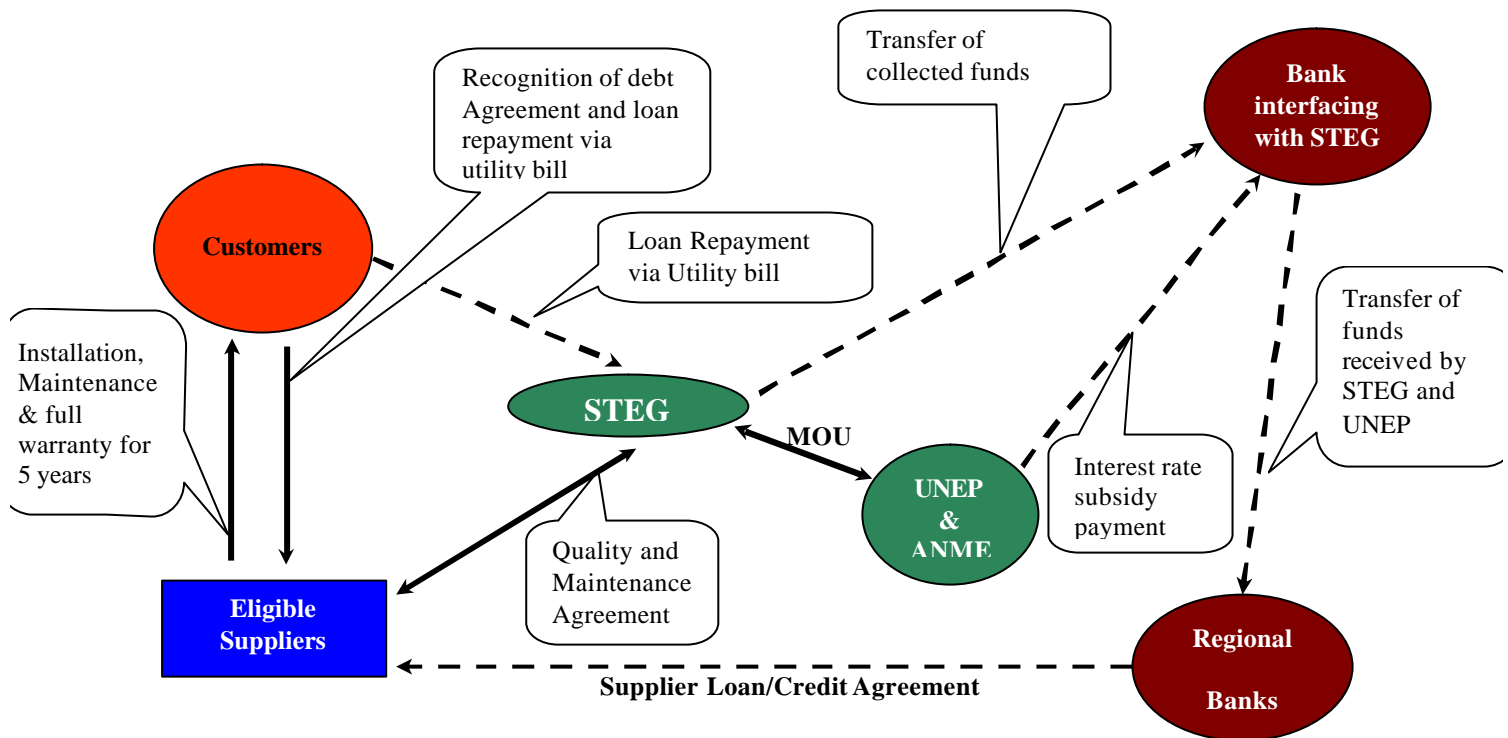 Recognition of debt
Agreement and loan
repayment via
utility bill
Transfer of
collected funds
Bank
interfacing
with STEG
Customers
Loan Repayment
via Utility bill
Installation,
Maintenance
& full
warranty for
5 years
Transfer of
funds
received by
STEG and
UNEP
STEG
MOU
UNEP
&
ANME
Interest rate
subsidy
payment
Quality and
Maintenance
Agreement
Eligible
Suppliers
Regional
Banks
Supplier Loan/Credit Agreement